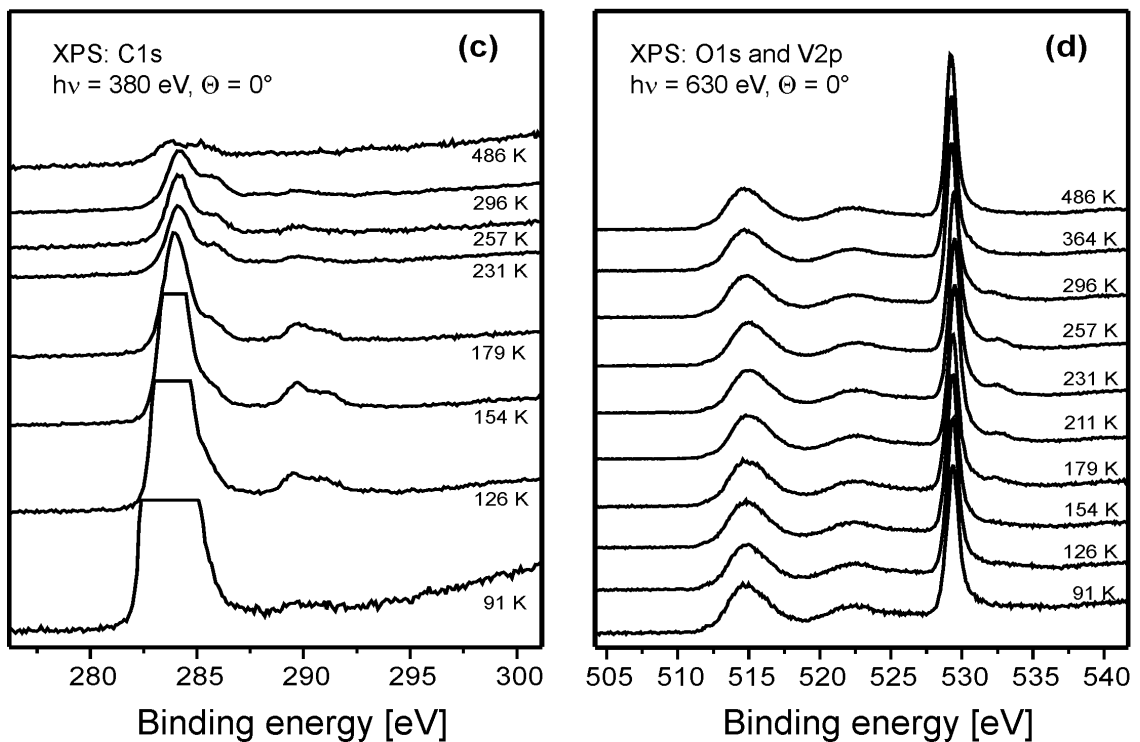 XPS: C1s
(c)
hν = 380 eV, Θ = 0°
486 K
296 K
257 K
231 K
179 K
154 K
126 K
91 K
280 285 290 295 300
Binding energy [eV]
XPS: O1s and V2p
(d)
hν = 630 eV, Θ = 0°
486 K
364 K
296 K
257 K
231 K
211 K
179 K
154 K
126 K
91 K
505 510 515 520 525 530 535 540
Binding energy [eV]